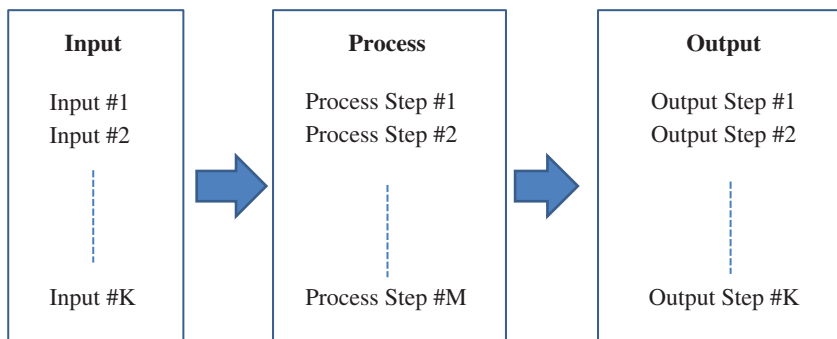 Input
Input #1
Input #2
Input #K
Process
Process Step #1
Process Step #2
Process Step #M
Output
Output Step #1
Output Step #2
Output Step #K